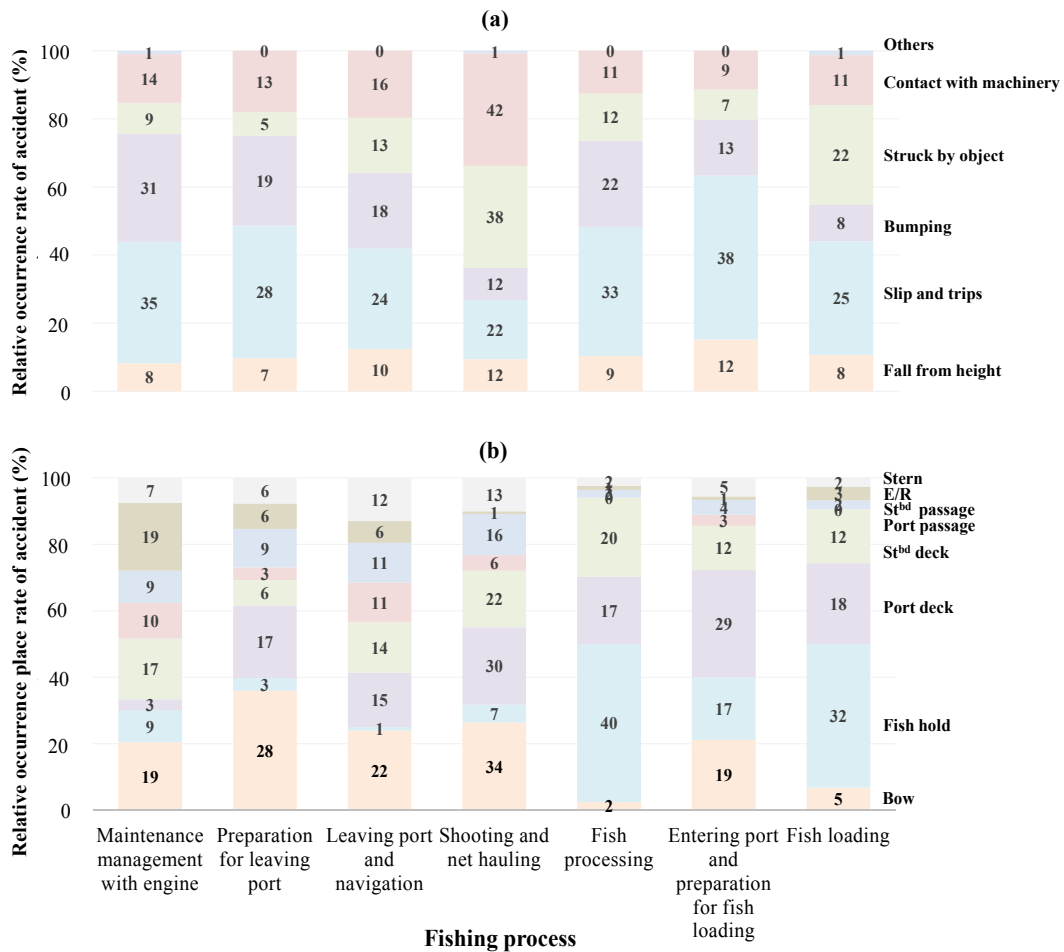 (a)
Relative occurrence rate of accident (%)
100
80
60
40
20
0
1 0 0 1 0 0 1
14 13 16 42 11 9 11
9 5 13 38 12 7 22
31 19 18 12 22 13 8
35 28 24 22 33 38 25
8 7 10 12 9 12 8
Others
Contact with machinery
Struck by object
Bumping
Slip and trips
Fall from height
(b)
Relative occurrence place rate of accident (%)
100
80
60
40
20
0
7 6 12 13 2 5 2
19 6 6 1 1 3
9 9 11 16 4
10 3 11 6 0 3 0
17 6 14 22 20 12 12
3 17 15 30 17 29 18
9 3 1 7 40 17 32
19 28 22 34 2 19 5
Stern
E/R
Stbd passage
Port passage
Stbd deck
Port deck
Fish hold
Bow
Maintenance management with engine
Preparation for leaving port
Leaving port and navigation
Shooting and net hauling
Fish processing
Entering port and preparation for fish loading
Fish loading
Fishing process